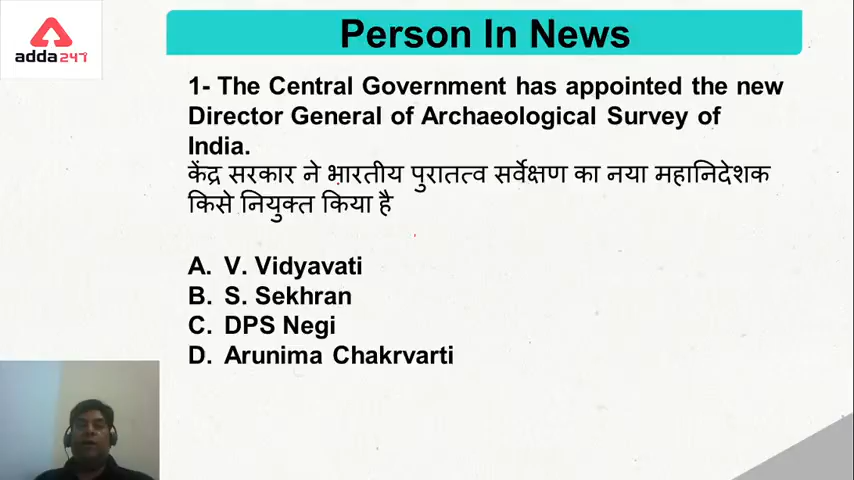 Person In News
adda247
1- The Central Government has appointed the new
Director General of Archaeological Survey of
India.
केंद्र सरकार ने भारतीय पुरातत्व सर्वेक्षण का नया महानिदेशक
किसे नियुक्त किया है
A. V. Vidyavati
B. S. Sekhran
C. DPS Negi
D. Arunima Chakrvarti